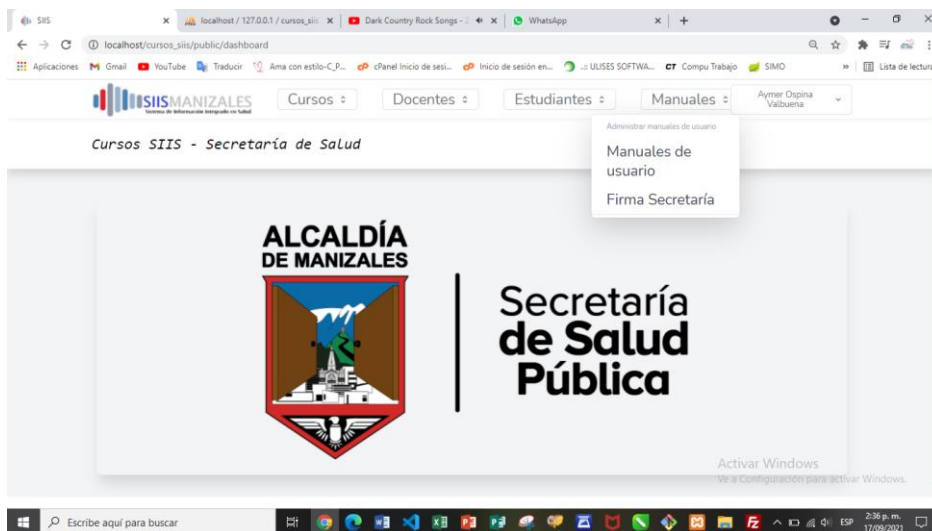 SIIS
localhost / 127.0.0.1 / cursos_siis
Dark Country Rock Songs - 2
WhatsApp
localhost/cursos_siis/public/dashboard
Aplicaciones
Gmail
YouTube
Traducir
Ama con estilo-C_P...
cPanel Inicio de sesi...
Inicio de sesión en...
..:: ULISES SOFTWA...
CT Compu Trabajo
SIMO
»
Lista de lectura
SIISMANIZALES
Sistema de Información Integrado en Salud
Cursos
Docentes
Estudiantes
Manuales
Aymer Ospina
Valbuena
Administrar manuales de usuario
Manuales de
usuario
Firma Secretaría
Cursos SIIS - Secretaría de Salud
ALCALDÍA
DE MANIZALES
Secretaría
de Salud
Pública
Activar Windows
Ve a Configuración para activar Windows.
Escribe aquí para buscar
ESP
2:36 p. m.
17/09/2021